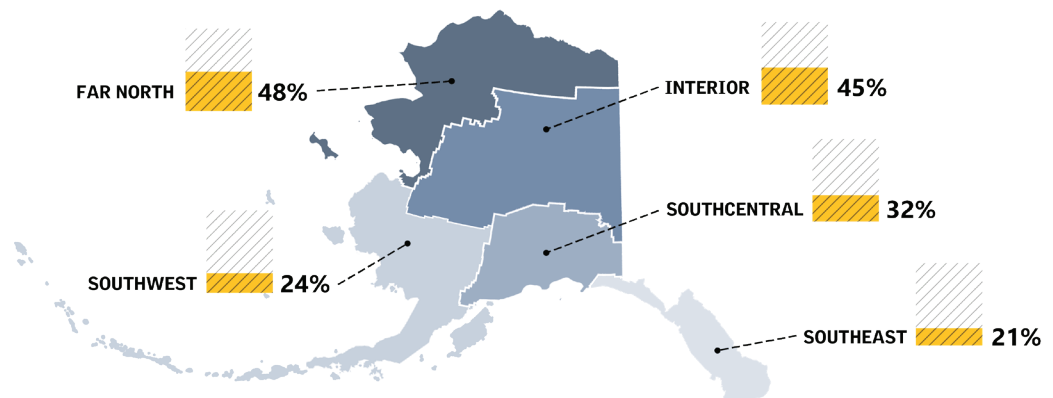 FAR NORTH 48%
INTERIOR 45%
SOUTHCENTRAL 32%
SOUTHWEST 24%
SOUTHEAST 21%